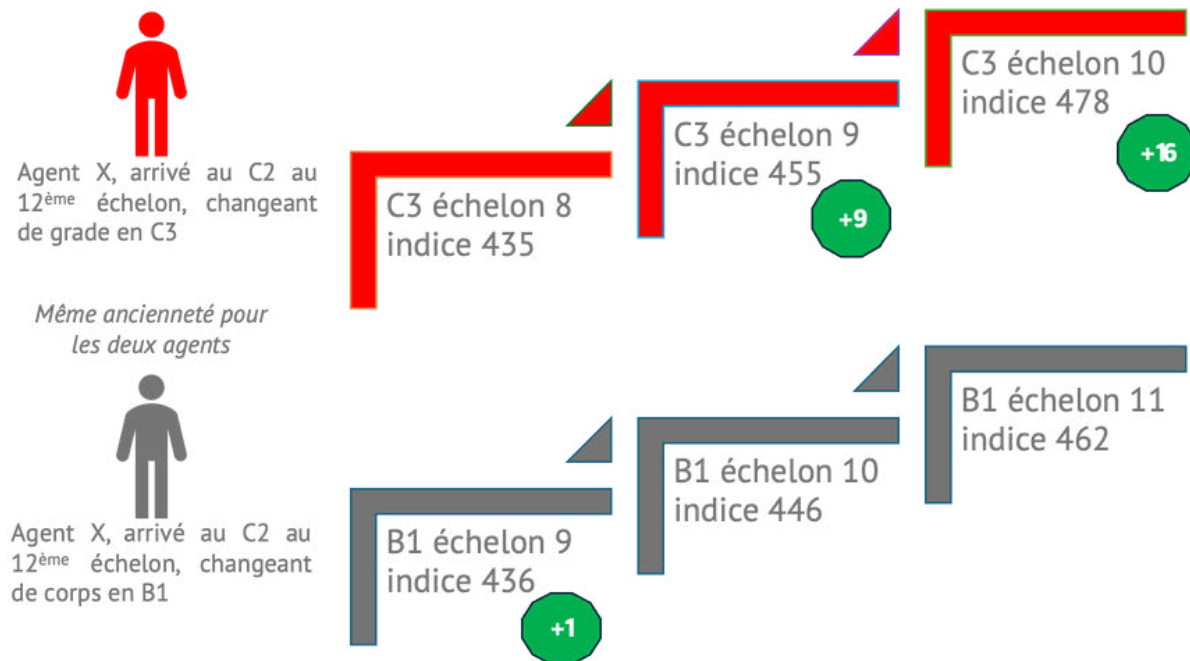 Agent X, arrivé au C2 au
12ème échelon, changeant
de grade en C3
C3 échelon 8
indice 435
C3 échelon 9
indice 455
+9
C3 échelon 10
indice 478
+16
Même ancienneté pour
les deux agents
Agent X, arrivé au C2 au
12ème échelon, changeant
de corps en B1
B1 échelon 9
indice 436
+1
B1 échelon 10
indice 446
B1 échelon 11
indice 462